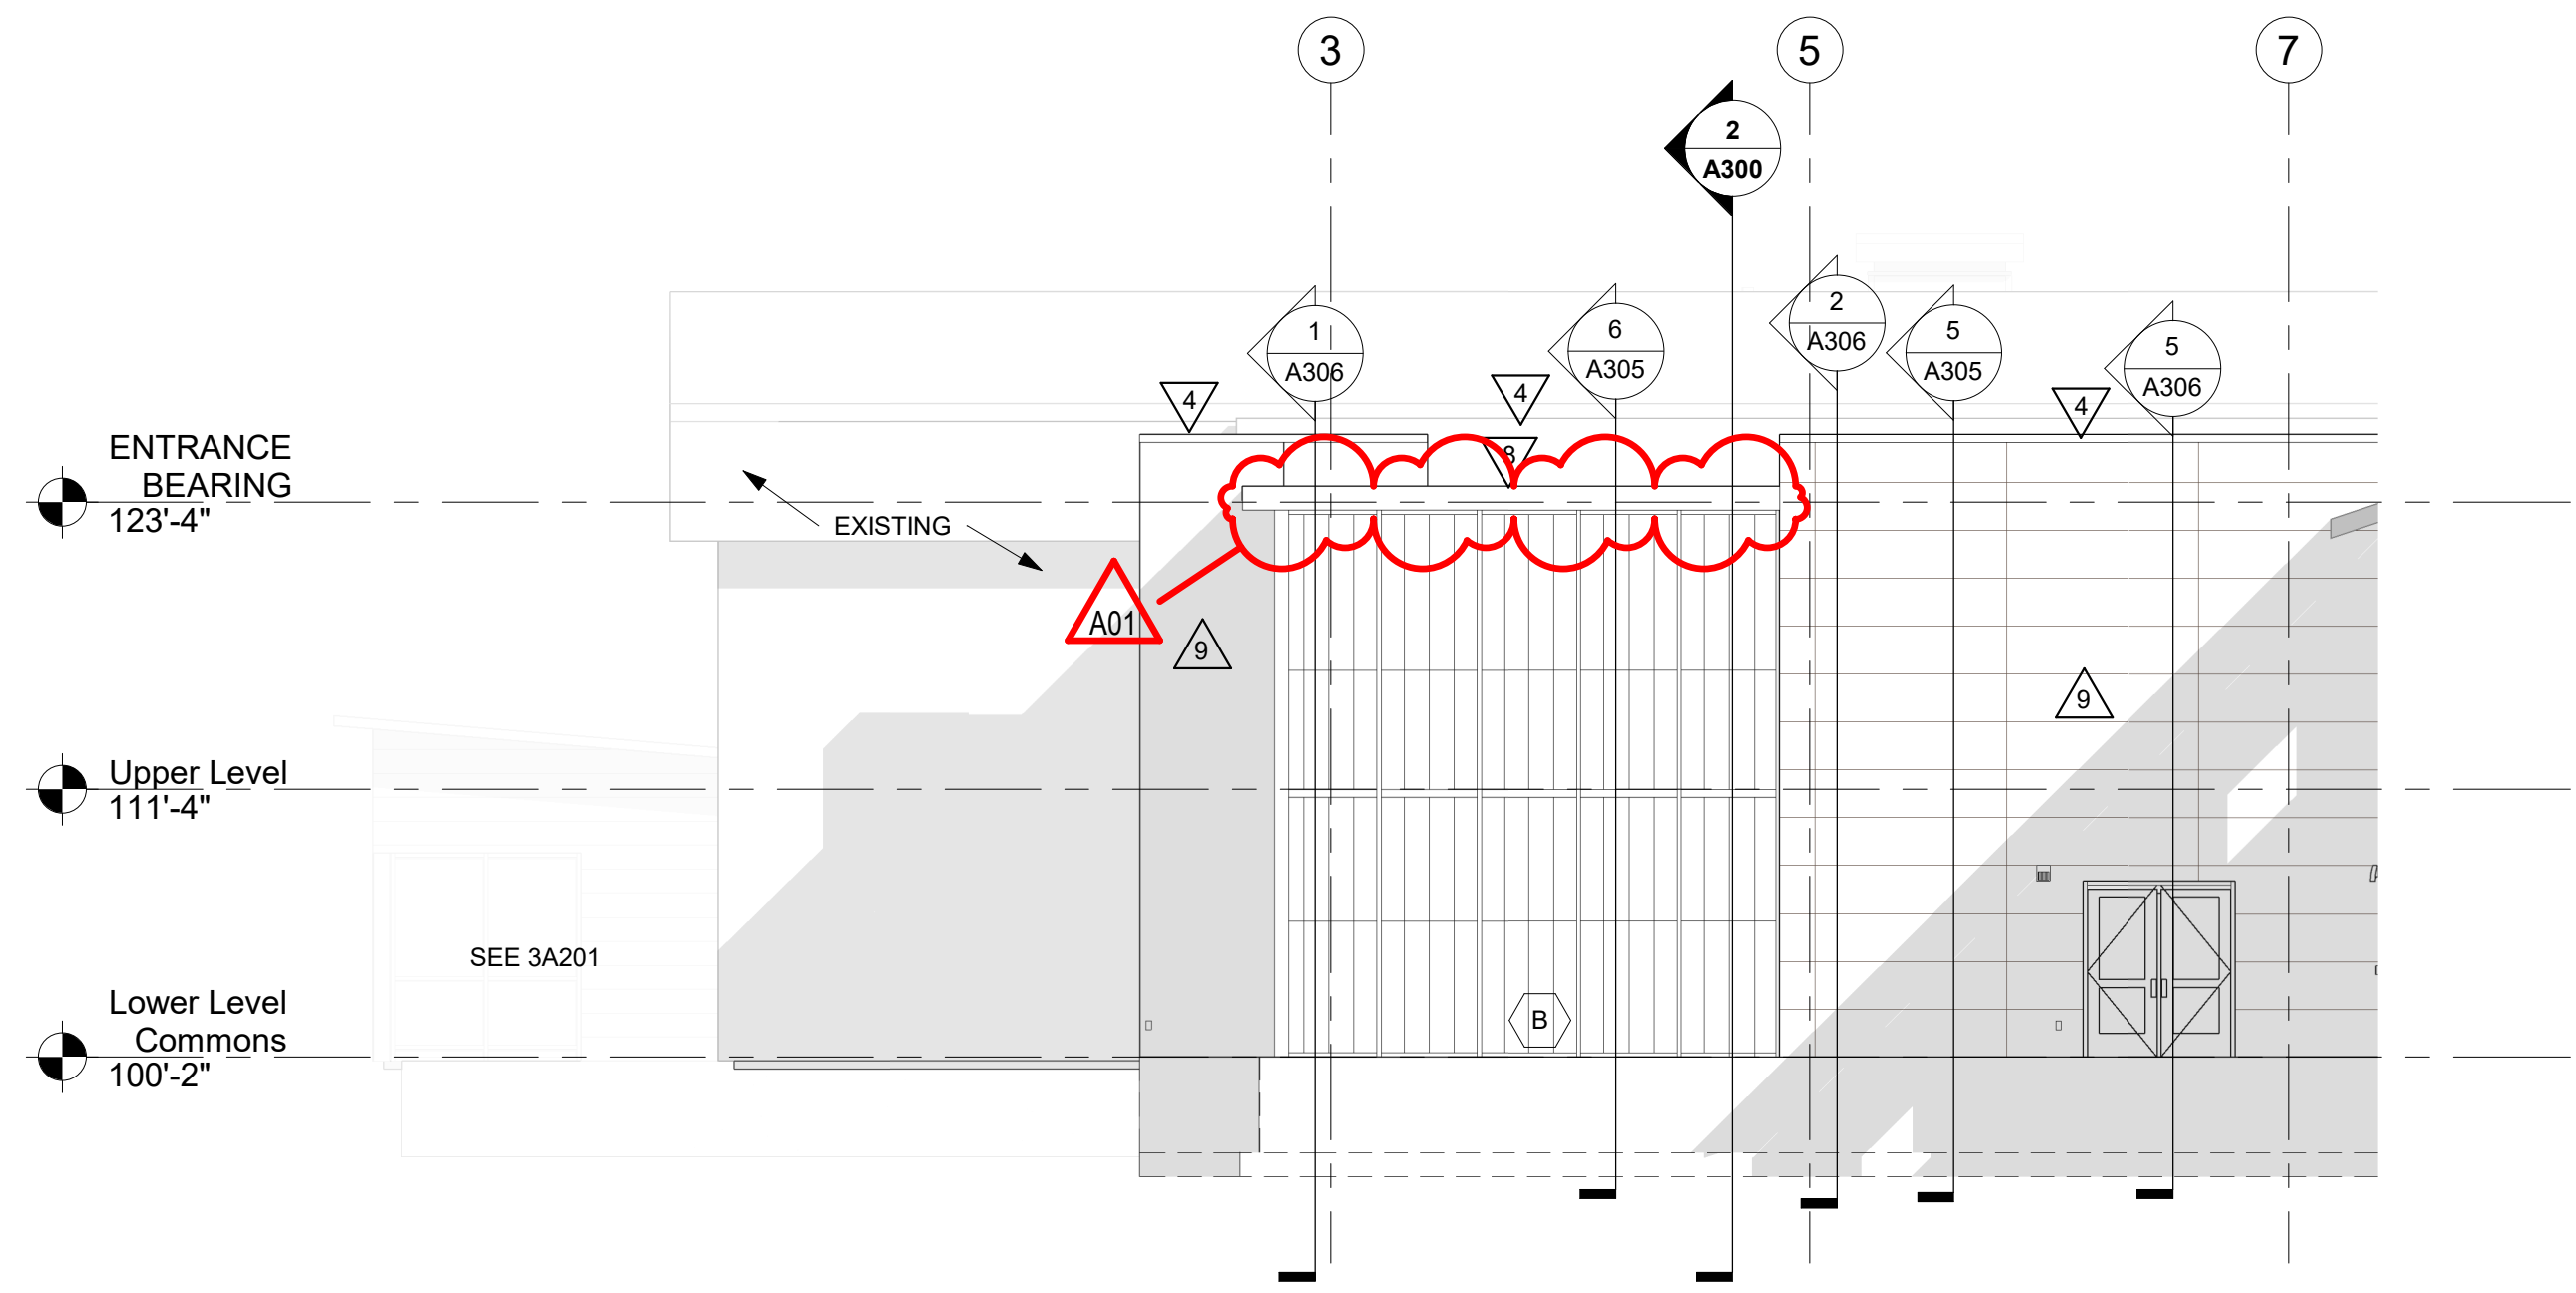 3
5
7
2
A300
1
A306
6
A305
2
A306
5
A305
5
A306
4
4
4
8
ENTRANCE
BEARING
123'-4"
EXISTING
A01
9
9
Upper Level
111'-4"
SEE 3A201
Lower Level
Commons
100'-2"
B